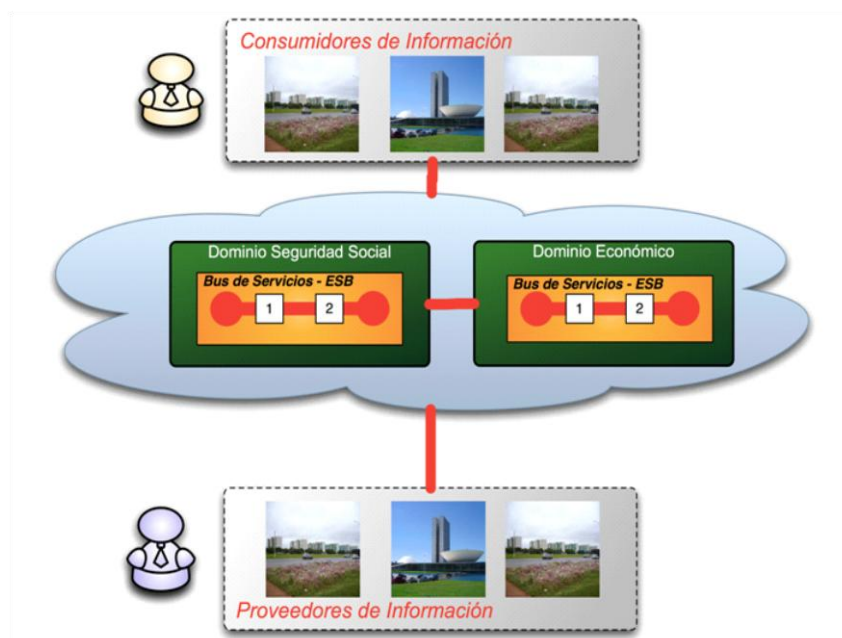 Consumidores de Información
Dominio Seguridad Social
Bus de Servicios - ESB
1
2
Dominio Económico
Bus de Servicios - ESB
1
2
Proveedores de Información